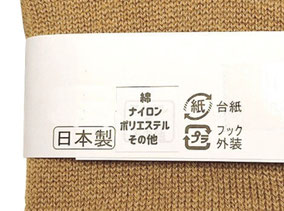 綿
ナイロン
ポリエステル
その他
日本製
紙 台紙
プラ フック
外装